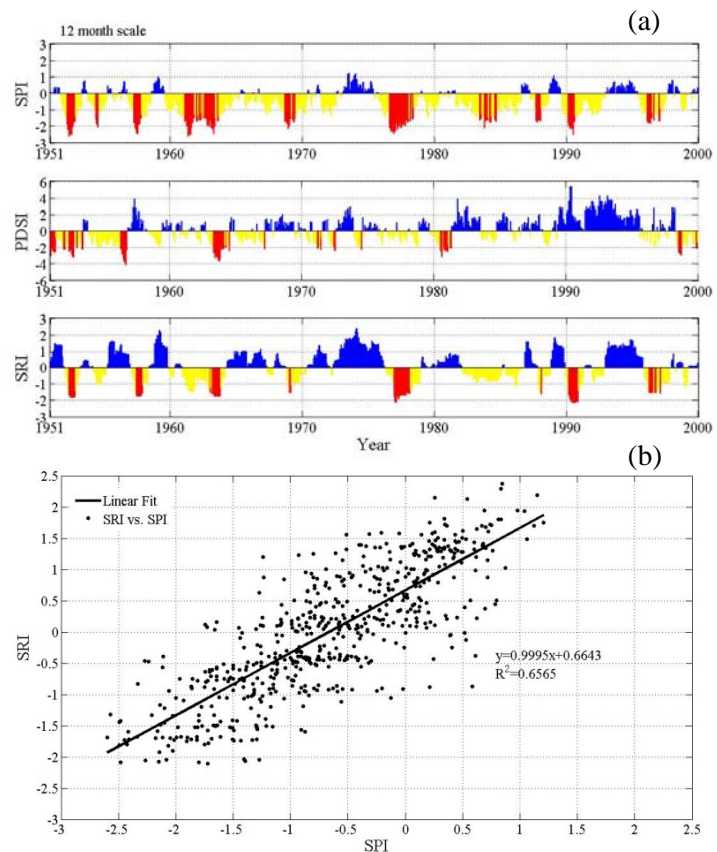 (a)
12 month scale
SPI
3
2
1
0
-1
-2
-3
1951 1960 1970 1980 1990 2000
PDSI
6
4
2
0
-2
-4
-6
1951 1960 1970 1980 1990 2000
SRI
3
2
1
0
-1
-2
-3
1951 1960 1970 1980 1990 2000
Year
(b)
2.5
2
1.5
1
0.5
0
-0.5
-1
-1.5
-2
-2.5
-3
SRI
Linear Fit
SRI vs. SPI
y=0.9995x+0.6643
R²=0.6565
-3 -2.5 -2 -1.5 -1 -0.5 0 0.5 1 1.5 2 2.5
SPI